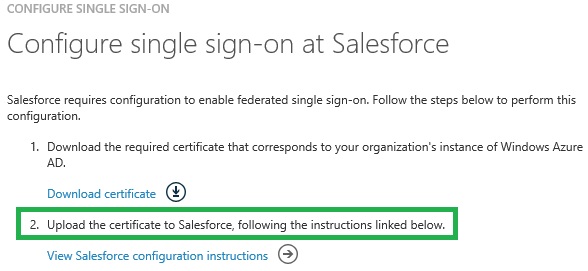 CONFIGURE SINGLE SIGN-ON
Configure single sign-on at Salesforce
Salesforce requires configuration to enable federated single sign-on. Follow the steps below to perform this
configuration.
1. Download the required certificate that corresponds to your organization's instance of Windows Azure
AD.
Download certificate
2. Upload the certificate to Salesforce, following the instructions linked below.
View Salesforce configuration instructions